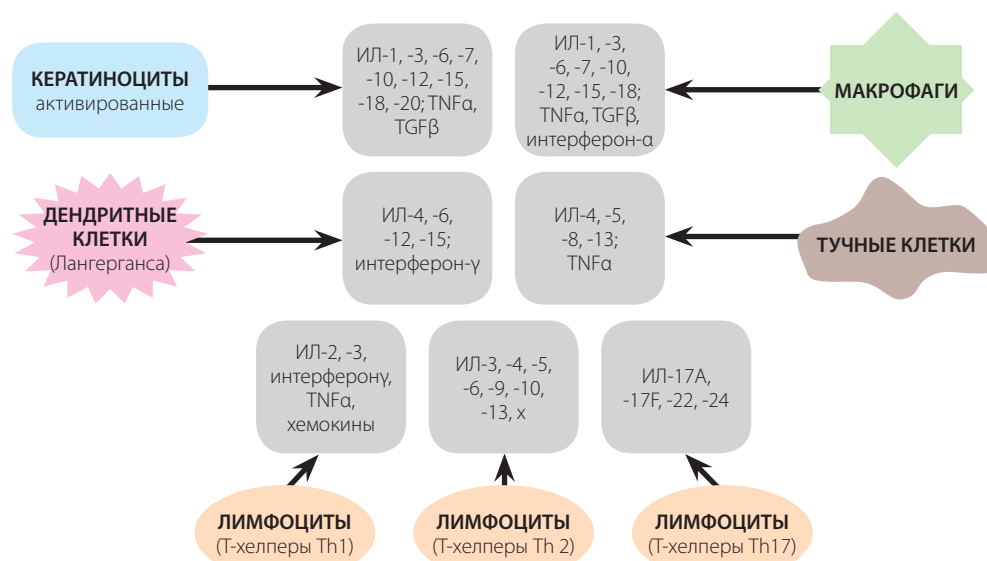 КЕРАТИНОЦИТЫ
активированные
ИЛ-1, -3, -6, -7,
-10, -12, -15,
-18, -20; TNFα,
TGFβ
ИЛ-1, -3,
-6, -7, -10,
-12, -15, -18;
TNFα, TGFβ,
интерферон-α
МАКРОФАГИ
ДЕНДРИТНЫЕ
КЛЕТКИ
(Лангерганса)
ИЛ-4, -6,
-12, -15;
интерферон-γ
ИЛ-4, -5,
-8, -13;
TNFα
ТУЧНЫЕ КЛЕТКИ
ИЛ-2, -3,
интерферонγ,
TNFα,
хемокины
ИЛ-3, -4, -5,
-6, -9, -10,
-13, х
ИЛ-17A,
-17F, -22, -24
ЛИМФОЦИТЫ
(Т-хелперы Th1)
ЛИМФОЦИТЫ
(Т-хелперы Th 2)
ЛИМФОЦИТЫ
(Т-хелперы Th17)